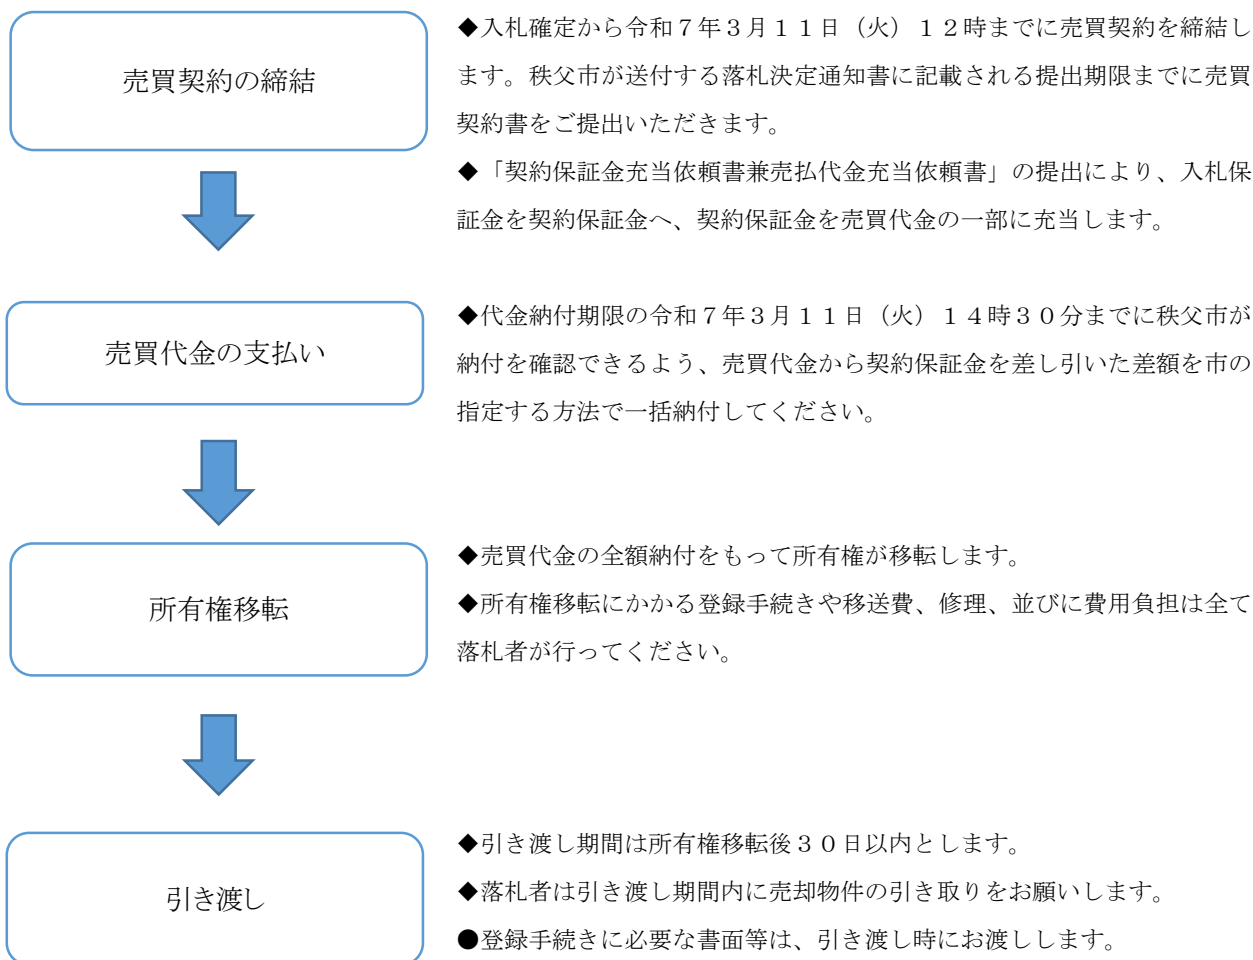 売買契約の締結
◆入札確定から令和７年３月１１日（火）１２時までに売買契約を締結し
ます。秩父市が送付する落札決定通知書に記載される提出期限までに売買
契約書をご提出いただきます。
◆「契約保証金充当依頼書兼売払代金充当依頼書」の提出により、入札保
証金を契約保証金へ、契約保証金を売買代金の一部に充当します。
売買代金の支払い
◆代金納付期限の令和７年３月１１日（火）１４時３０分までに秩父市が
納付を確認できるよう、売買代金から契約保証金を差し引いた差額を市の
指定する方法で一括納付してください。
所有権移転
◆売買代金の全額納付をもって所有権が移転します。
◆所有権移転にかかる登録手続きや移送費、修理、並びに費用負担は全て
落札者が行ってください。
引き渡し
◆引き渡し期間は所有権移転後３０日以内とします。
◆落札者は引き渡し期間内に売却物件の引き取りをお願いします。
●登録手続きに必要な書面等は、引き渡し時にお渡しします。